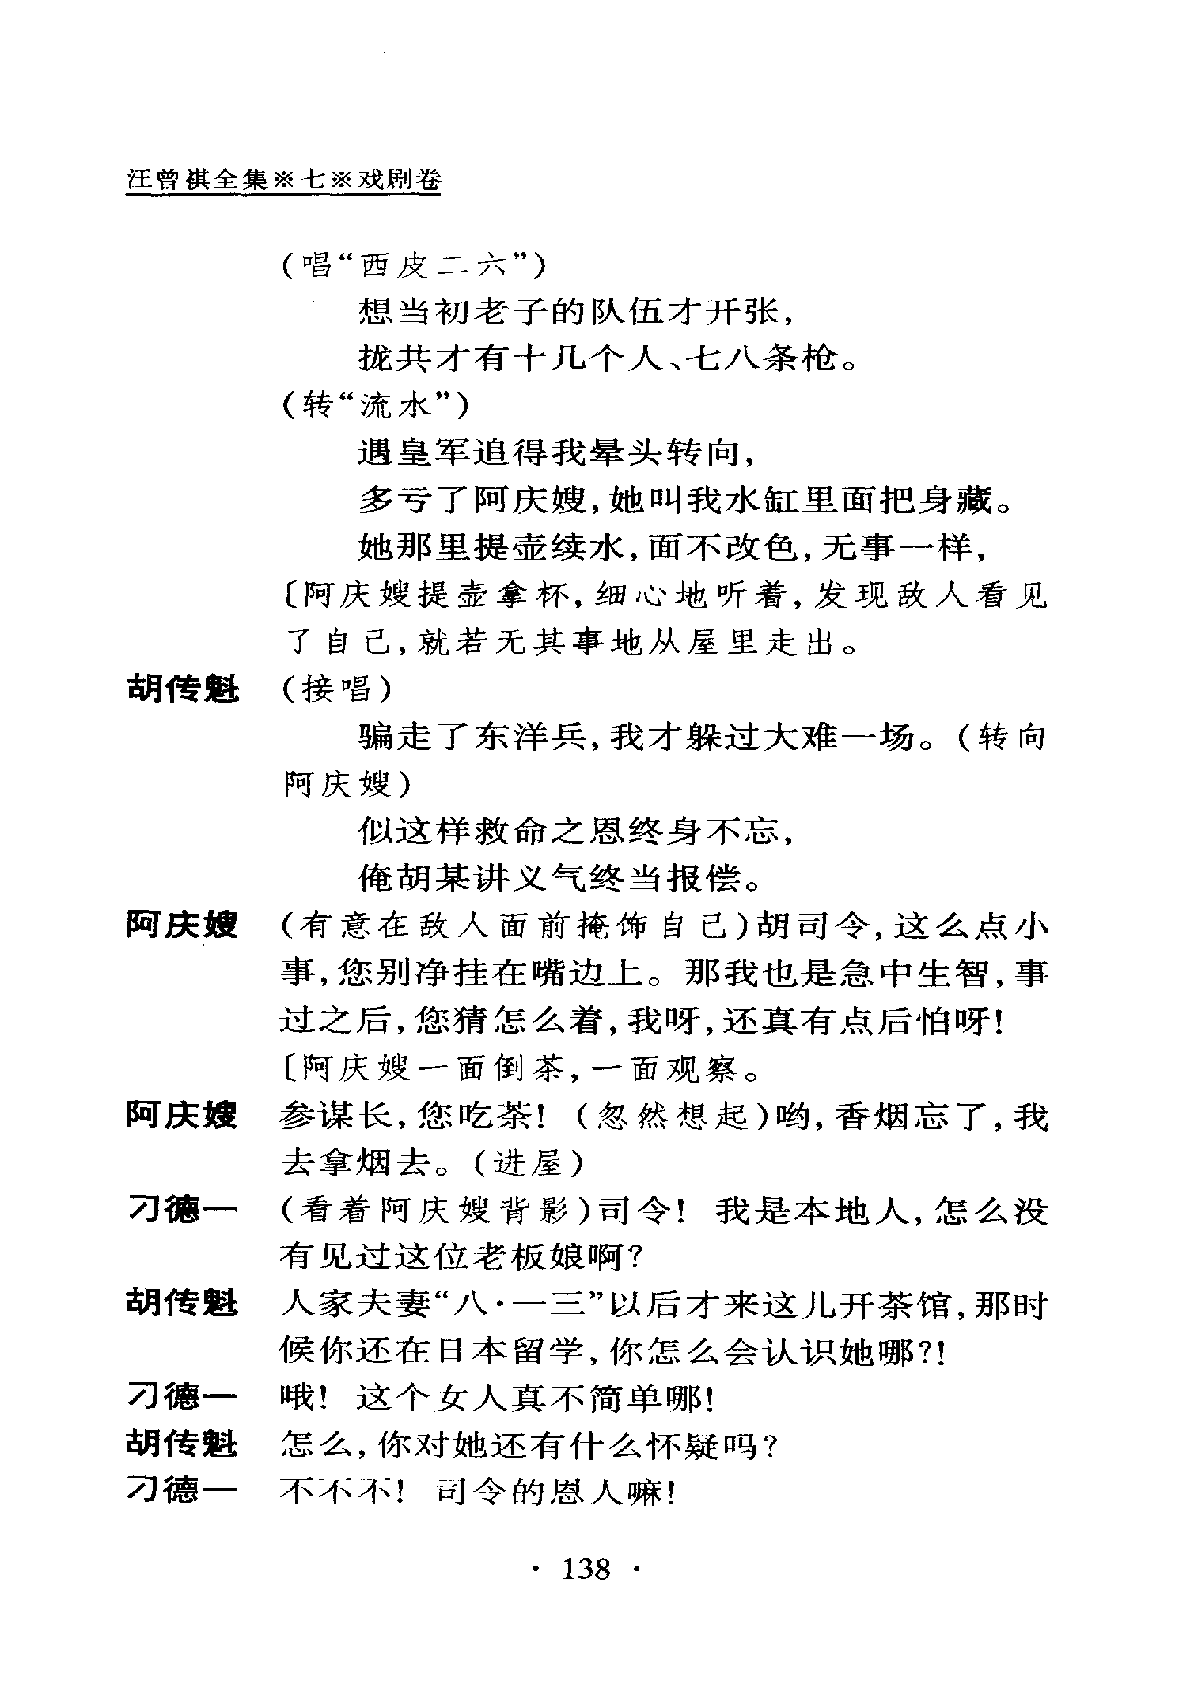 汪曾祺全集※七※戏剧卷
(唱“西皮二六”)
想当初老子的队伍才开张,
拢共才有十几个人、七八条枪。
(转“流水”)
遇皇军追得我晕头转向,
多亏了阿庆嫂,她叫我水缸里面把身藏。
她那里提壶续水,面不改色,无事一样,
〔阿庆嫂提壶拿杯,细心地听着,发现敌人看见
了自己,就若无其事地从屋里走出。
胡传魁 (接唱)
骗走了东洋兵,我才躲过大难一场。(转向
阿庆嫂)
似这样救命之恩终身不忘,
俺胡某讲义气终当报偿。
阿庆嫂 (有意在敌人面前掩饰自己)胡司令,这么点小
事,您别净挂在嘴边上。那我也是急中生智,事
过之后,您猜怎么着,我呀,还真有点后怕呀!
〔阿庆嫂一面倒茶,一面观察。
阿庆嫂 参谋长,您吃茶!(忽然想起)哟,香烟忘了,我
去拿烟去。(进屋)
刁德一 (看着阿庆嫂背影)司令!我是本地人,怎么没
有见过这位老板娘啊?
胡传魁 人家夫妻“八·一三”以后才来这儿开茶馆,那时
候你还在日本留学,你怎么会认识她哪?!
刁德一 哦!这个女人真不简单哪!
胡传魁 怎么,你对她还有什么怀疑吗?
刁德一 不不不!司令的恩人嘛!
· 138 ·